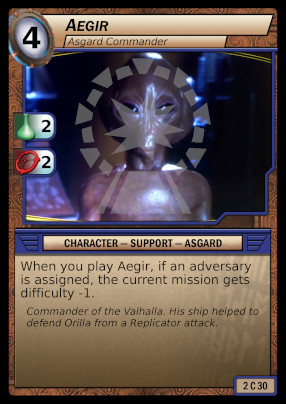 4
AEGIR
Asgard Commander
2
2
CHARACTER – SUPPORT – ASGARD
When you play Aegir, if an adversary
is assigned, the current mission gets
difficulty -1.
Commander of the Valhalla. His ship helped to
defend Orilla from a Replicator attack.
2 C 30